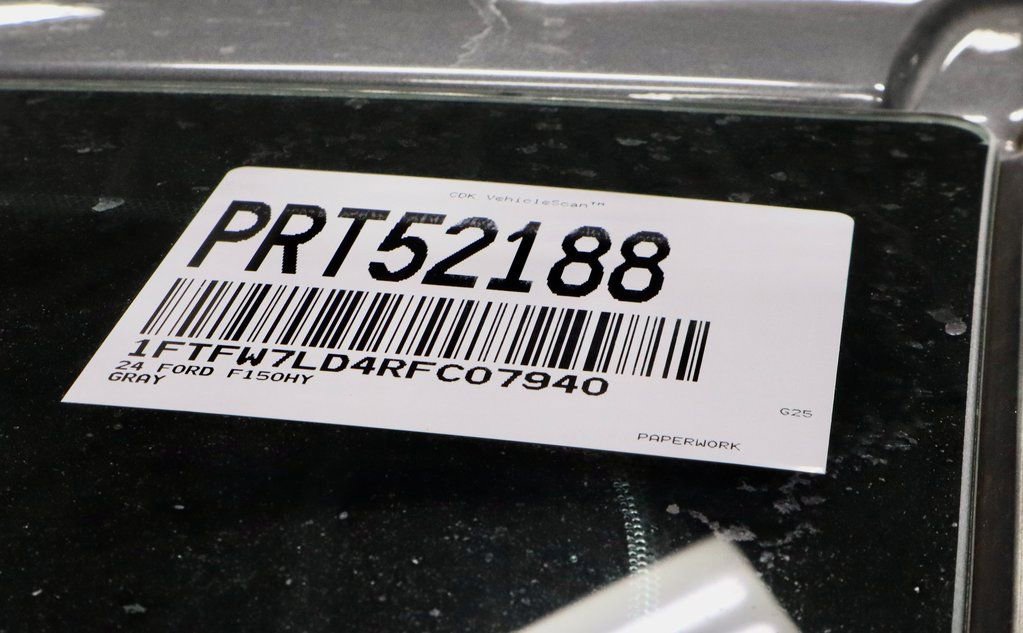 CDK VehicleScan™
PRT52188
1FTFW7LD4RFC07940
24 FORD F150HY
GRAY
G25
PAPERWORK